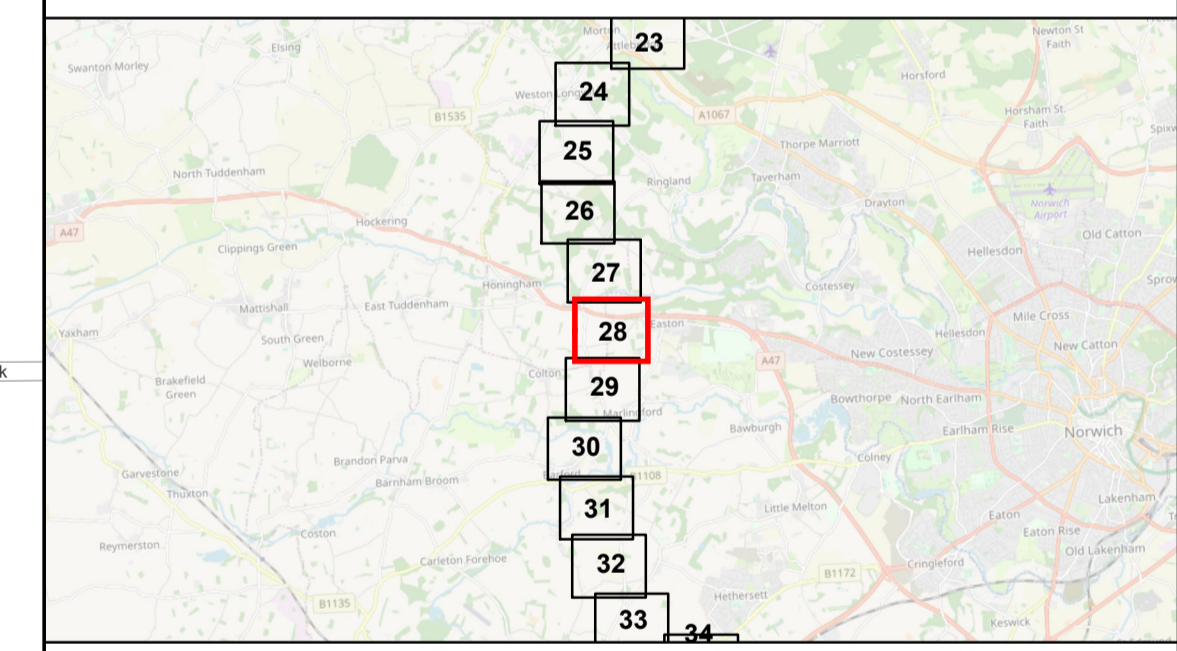 Morton
Newton St
Faith
23
Elsing
Swanton Morley
Horsford
24
Weston Long
B1535
A1067
Horsham St.
Faith
Spixw
Thorpe Marriott
25
North Tuddenham
Ringland
Taverham
Norwich
Airport
Drayton
26
Hockering
A47
Old Catton
Clippings Green
Hellesdon
27
Honingham
Costessey
Sprow
East Tuddenham
Mattishall
Mile Cross
28
Easton
Yaxham
South Green
Hellesdon
New Catton
New Costessey
A47
Welborne
k
Colton
29
Brakefield
Green
Bowthorpe
North Earlham
Marlingford
Bawburgh
Earlham Rise
Norwich
30
Colney
Brandon Parva
Garvestone
Barford
B1108
Barnham Broom
Thuxton
Lakenham
31
Little Melton
Eaton
Coston
Eaton Rise
Reymerston
Old Lakenham
Carleton Forehoe
32
Cringleford
B1172
Hethersett
B1135
33
Keswick
34